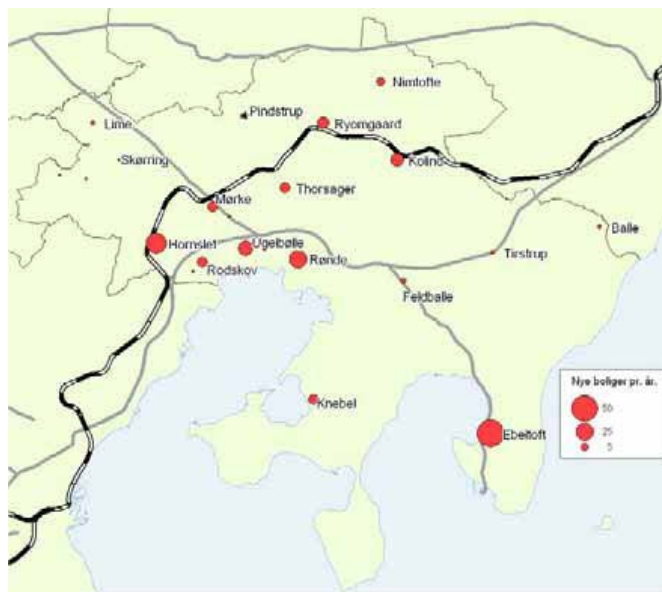 Nimtofte
Pindstrup
Lime
Ryomgaard
Skørring
Kolind
Thorsager
Mørke
Balle
Hornslet
Ugelbølle
Rønde
Tirstrup
Rodskov
Feldballe
Nye boliger pr. år.
50
25
5
Knebel
Ebeltoft